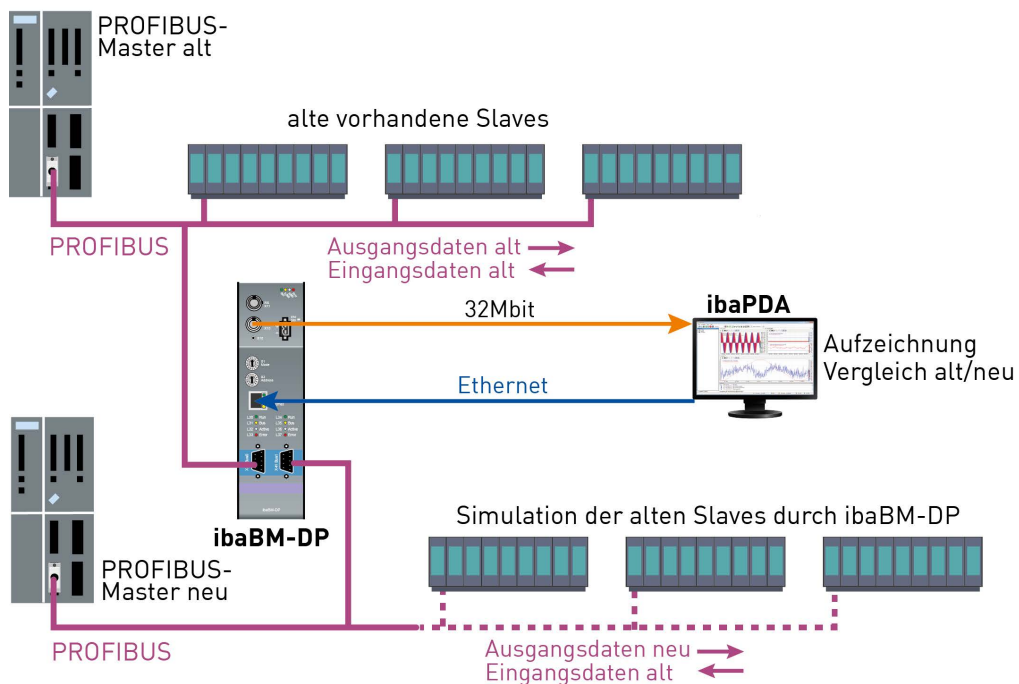 PROFIBUS-
Master alt
alte vorhandene Slaves
PROFIBUS
Ausgangsdaten alt
Eingangsdaten alt
32Mbit
ibaPDA
Aufzeichnung
Vergleich alt/neu
Ethernet
ibaBM-DP
Simulation der alten Slaves durch ibaBM-DP
PROFIBUS-
Master neu
PROFIBUS
Ausgangsdaten neu
Eingangsdaten alt